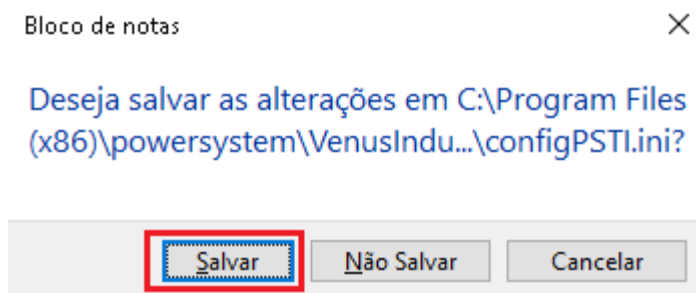 Bloco de notas
Deseja salvar as alterações em C:\Program Files
(x86)\powersystem\VenusIndu...\configPSTI.ini?
Salvar Não Salvar Cancelar